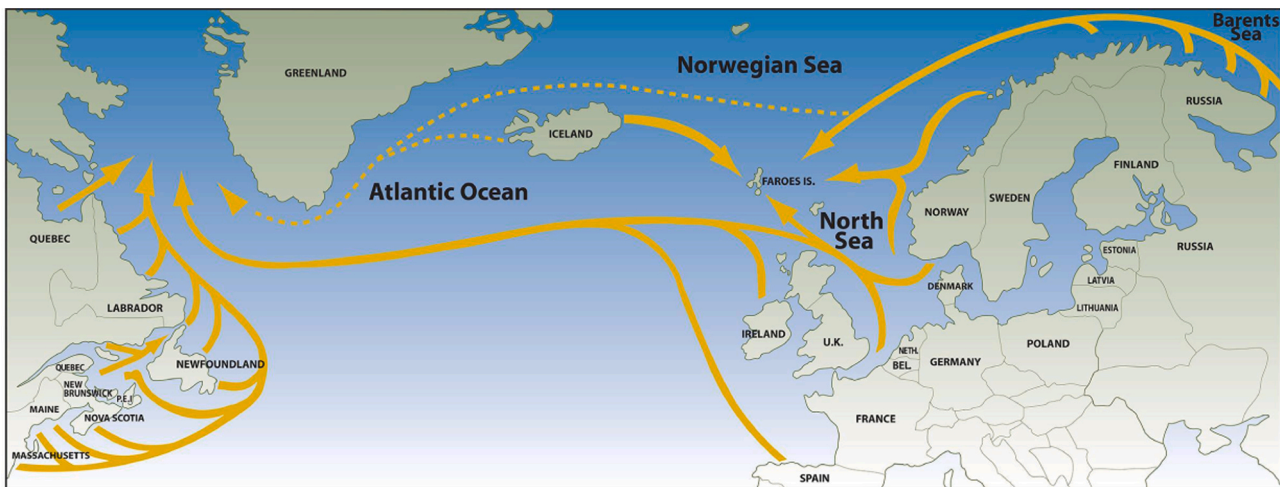 Barents
Sea
GREENLAND
Norwegian Sea
RUSSIA
ICELAND
FINLAND
FAROES IS.
Atlantic Ocean
SWEDEN
NORWAY
North
Sea
QUEBEC
RUSSIA
ESTONIA
LATVIA
DENMARK
LITHUANIA
LABRADOR
IRELAND
U.K.
POLAND
NETH.
BEL.
GERMANY
QUEBEC
NEWFOUNDLAND
NEW
BRUNSWICK
P.E.I
MAINE
NOVA SCOTIA
FRANCE
MASSACHUSETTS
SPAIN